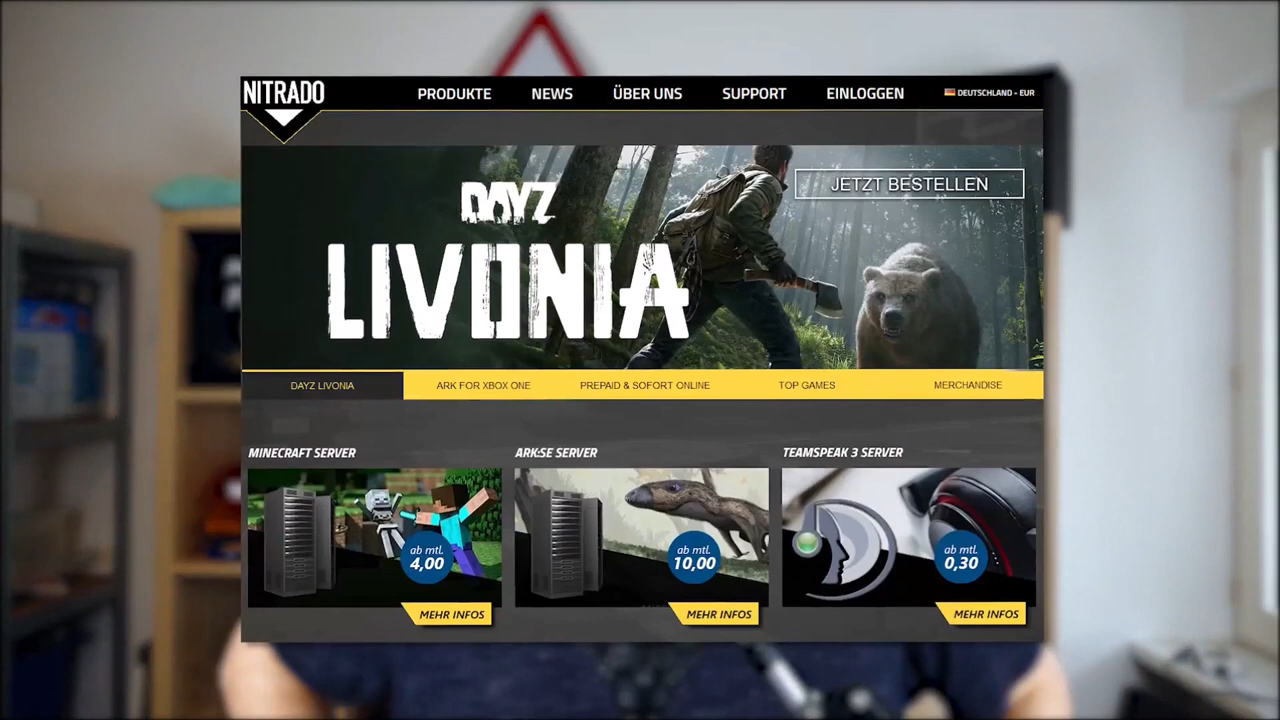 NITRADO
PRODUKTE NEWS ÜBER UNS SUPPORT EINLOGGEN DEUTSCHLAND - EUR
JETZT BESTELLEN
DAYZ
LIVONIA
DAYZ LIVONIA ARK FOR XBOX ONE PREPAID & SOFORT ONLINE TOP GAMES MERCHANDISE
MINECRAFT SERVER
ab mtl.
4,00
MEHR INFOS
ARK:SE SERVER
ab mtl.
10,00
MEHR INFOS
TEAMSPEAK 3 SERVER
ab mtl.
0,30
MEHR INFOS